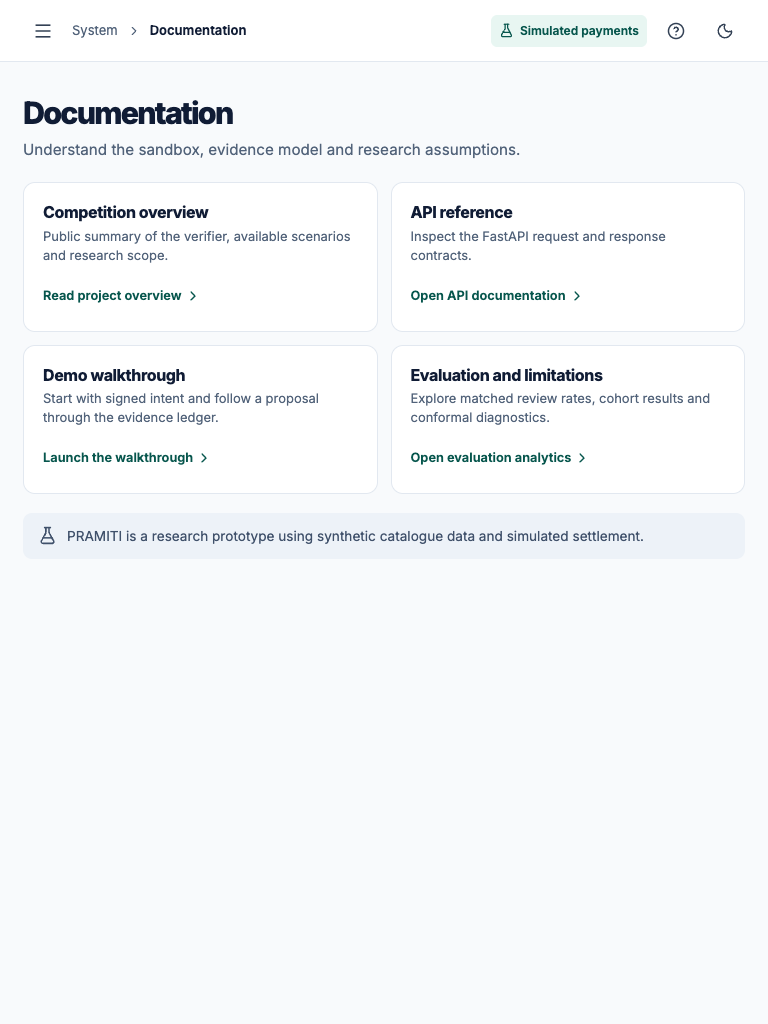 System > Documentation
Simulated payments
Documentation
Understand the sandbox, evidence model and research assumptions.
Competition overview
Public summary of the verifier, available scenarios
and research scope.
Read project overview
API reference
Inspect the FastAPI request and response
contracts.
Open API documentation
Demo walkthrough
Start with signed intent and follow a proposal
through the evidence ledger.
Launch the walkthrough
Evaluation and limitations
Explore matched review rates, cohort results and
conformal diagnostics.
Open evaluation analytics
PRAMITI is a research prototype using synthetic catalogue data and simulated settlement.